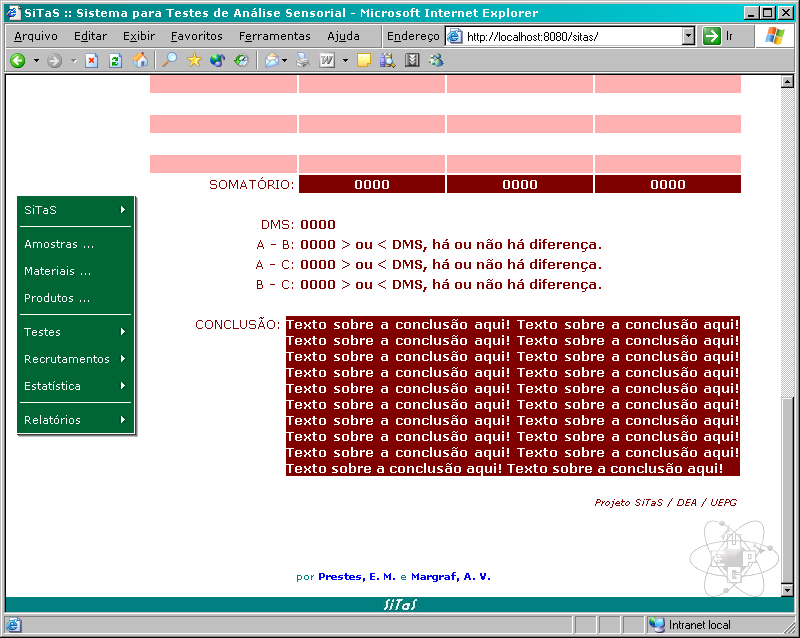 SiTaS :: Sistema para Testes de Análise Sensorial - Microsoft Internet Explorer
Arquivo Editar Exibir Favoritos Ferramentas Ajuda Endereço http://localhost:8080/sitas/ Ir
SOMATÓRIO: 0000 0000 0000
SiTaS
Amostras ...
Materiais ...
Produtos ...
Testes
Recrutamentos
Estatística
Relatórios
DMS: 0000
A - B: 0000 > ou < DMS, há ou não há diferença.
A - C: 0000 > ou < DMS, há ou não há diferença.
B - C: 0000 > ou < DMS, há ou não há diferença.
CONCLUSÃO: Texto sobre a conclusão aqui! Texto sobre a conclusão aqui!
Texto sobre a conclusão aqui! Texto sobre a conclusão aqui!
Texto sobre a conclusão aqui! Texto sobre a conclusão aqui!
Texto sobre a conclusão aqui! Texto sobre a conclusão aqui!
Texto sobre a conclusão aqui! Texto sobre a conclusão aqui!
Texto sobre a conclusão aqui! Texto sobre a conclusão aqui!
Texto sobre a conclusão aqui! Texto sobre a conclusão aqui!
Texto sobre a conclusão aqui! Texto sobre a conclusão aqui!
Texto sobre a conclusão aqui! Texto sobre a conclusão aqui!
Texto sobre a conclusão aqui! Texto sobre a conclusão aqui!
Projeto SiTaS / DEA / UEPG
por Prestes, E. M. e Margraf, A. V.
SiTaS
Intranet local